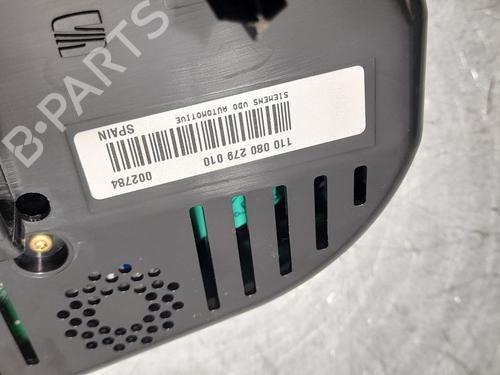 B-PARTS
SIEMENS VDO AUTOMOTIVE
SPAIN
110 080 279 010
002784